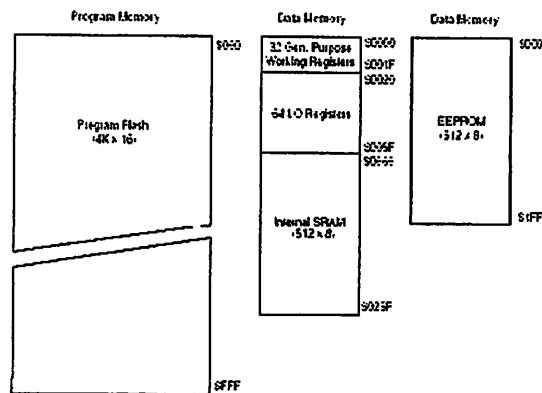 Program Memory
Program Flash
(4K x 16)
$000
$FFF
Data Memory
32 Gen. Purpose
Working Registers
64 I/O Registers
Internal SRAM
(512 x 8)
$0000
$001F
$0020
$005F
$025F
Data Memory
EEPROM
(512 x 8)
$1FF